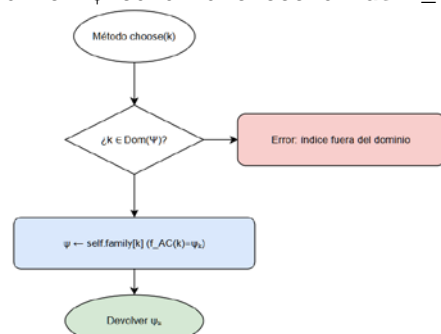 Método choose(k)
¿k ∈ Dom(Ψ)?
Error: índice fuera del dominio
ψ ← self.family[k] (f_AC(k)=ψₖ)
Devolver ψₖ